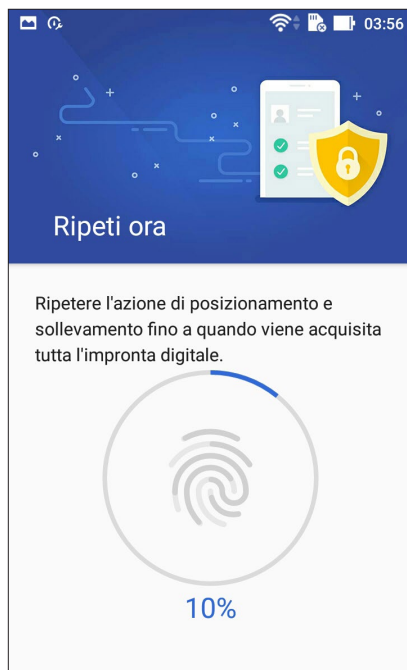 03:56
Ripeti ora
Ripetere l'azione di posizionamento e
sollevamento fino a quando viene acquisita
tutta l'impronta digitale.
10%